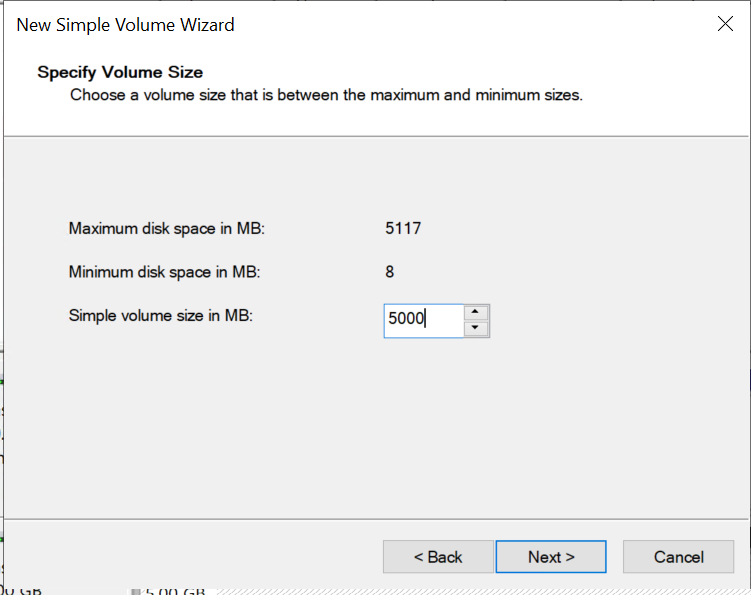 New Simple Volume Wizard
Specify Volume Size
Choose a volume size that is between the maximum and minimum sizes.
Maximum disk space in MB: 5117
Minimum disk space in MB: 8
Simple volume size in MB: 5000
< Back Next > Cancel
GB 5.00 GB